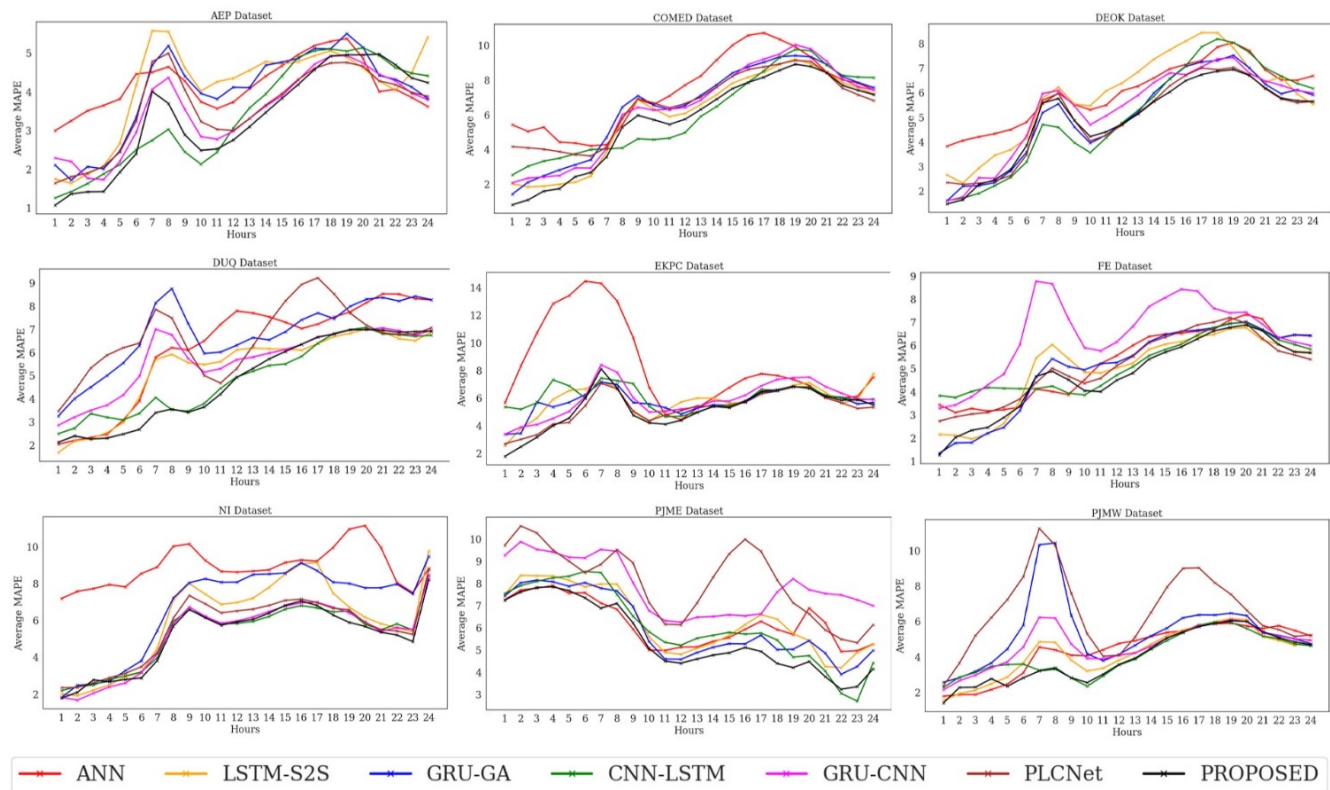 AEP Dataset
Average MAPE
5
4
3
2
1
1 2 3 4 5 6 7 8 9 10 11 12 13 14 15 16 17 18 19 20 21 22 23 24
Hours
COMED Dataset
Average MAPE
10
8
6
4
2
1 2 3 4 5 6 7 8 9 10 11 12 13 14 15 16 17 18 19 20 21 22 23 24
Hours
DEOK Dataset
Average MAPE
8
7
6
5
4
3
2
1 2 3 4 5 6 7 8 9 10 11 12 13 14 15 16 17 18 19 20 21 22 23 24
Hours
DUQ Dataset
Average MAPE
9
8
7
6
5
4
3
2
1 2 3 4 5 6 7 8 9 10 11 12 13 14 15 16 17 18 19 20 21 22 23 24
Hours
EKPC Dataset
Average MAPE
14
12
10
8
6
4
2
1 2 3 4 5 6 7 8 9 10 11 12 13 14 15 16 17 18 19 20 21 22 23 24
Hours
FE Dataset
Average MAPE
9
8
7
6
5
4
3
2
1
1 2 3 4 5 6 7 8 9 10 11 12 13 14 15 16 17 18 19 20 21 22 23 24
Hours
NI Dataset
Average MAPE
10
8
6
4
2
1 2 3 4 5 6 7 8 9 10 11 12 13 14 15 16 17 18 19 20 21 22 23 24
Hours
PJME Dataset
Average MAPE
10
9
8
7
6
5
4
3
1 2 3 4 5 6 7 8 9 10 11 12 13 14 15 16 17 18 19 20 21 22 23 24
Hours
PJMW Dataset
Average MAPE
10
8
6
4
2
1 2 3 4 5 6 7 8 9 10 11 12 13 14 15 16 17 18 19 20 21 22 23 24
Hours
ANN LSTM-S2S GRU-GA CNN-LSTM GRU-CNN PLCNet PROPOSED